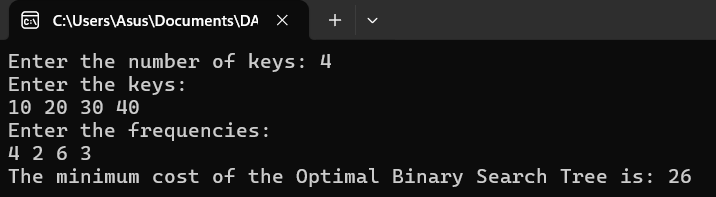 C:\Users\Asus\Documents\DA
Enter the number of keys: 4
Enter the keys:
10 20 30 40
Enter the frequencies:
4 2 6 3
The minimum cost of the Optimal Binary Search Tree is: 26